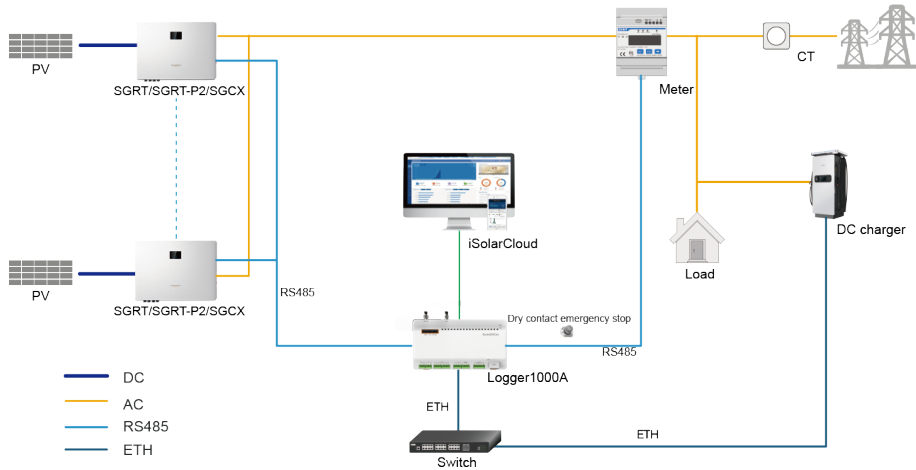 PV
SGRT/SGRT-P2/SGCX
Meter
CT
iSolarCloud
DC charger
Load
PV
SGRT/SGRT-P2/SGCX
RS485
Dry contact emergency stop
RS485
Logger1000A
DC
AC
RS485
ETH
ETH
ETH
Switch